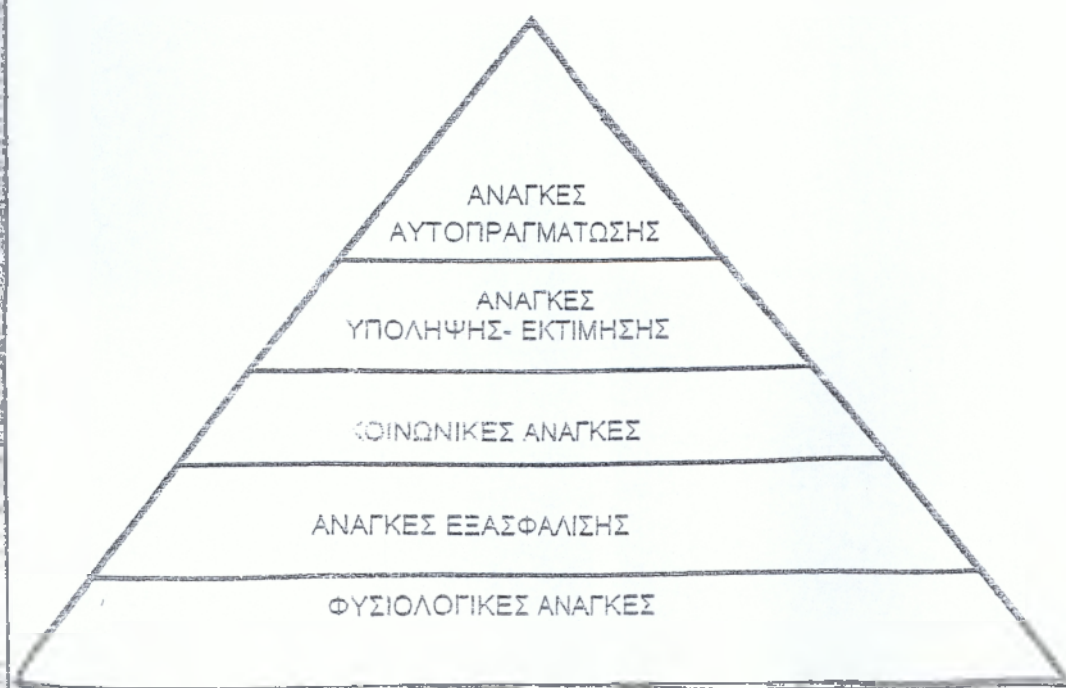 ΑΝΑΓΚΕΣ
ΑΥΤΟΠΡΑΓΜΑΤΩΣΗΣ
ΑΝΑΓΚΕΣ
ΥΠΟΛΗΨΗΣ- ΕΚΤΙΜΗΣΗΣ
ΚΟΙΝΩΝΙΚΕΣ ΑΝΑΓΚΕΣ
ΑΝΑΓΚΕΣ ΕΞΑΣΦΑΛΙΣΗΣ
ΦΥΣΙΟΛΟΓΙΚΕΣ ΑΝΑΓΚΕΣ